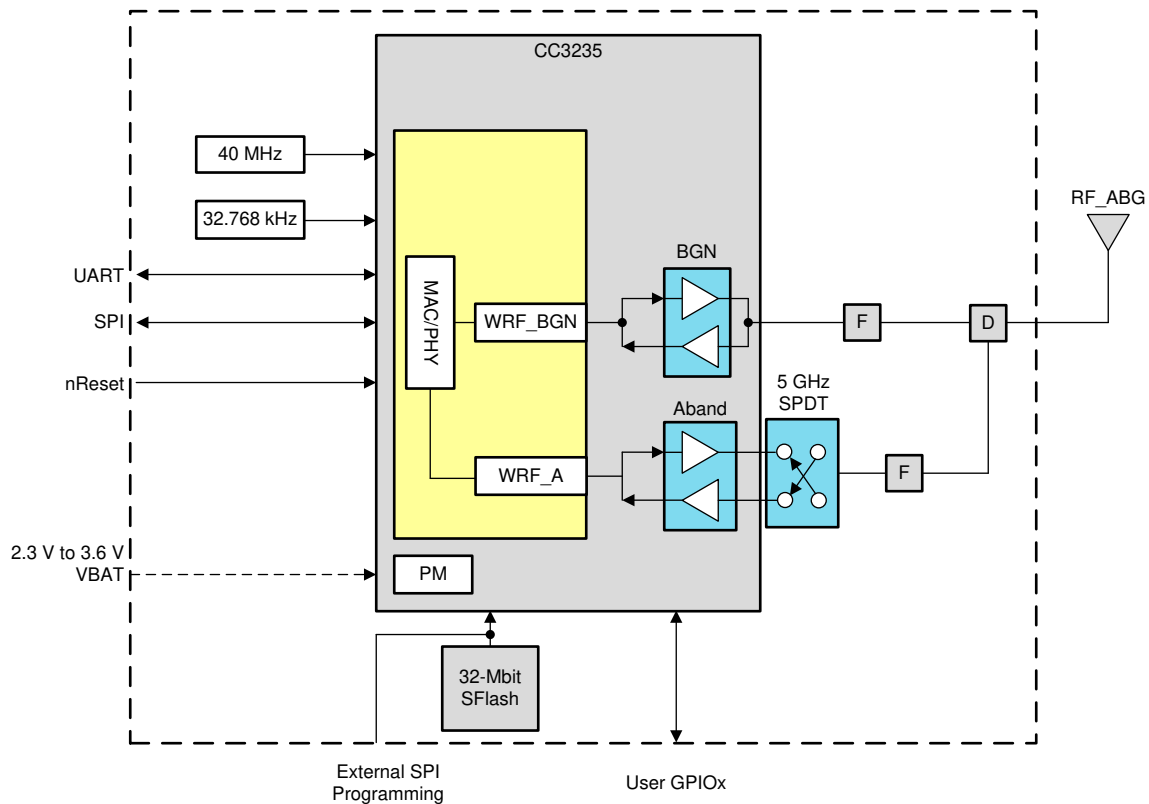 CC3235
40 MHz
32.768 kHz
UART
SPI
nReset
MAC/PHY
WRF_BGN
WRF_A
BGN
Aband
5 GHz
SPDT
F
D
F
RF_ABG
2.3 V to 3.6 V
VBAT
PM
32-Mbit
SFlash
External SPI
Programming
User GPIOx